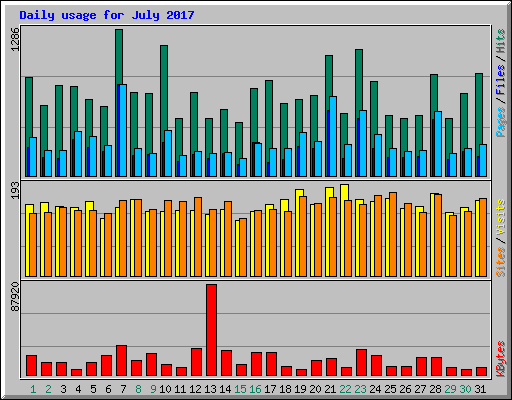 Daily usage for July 2017
1286
193
87920
Pages / Files / Hits
Sites / Visits
KBytes
1 2 3 4 5 6 7 8 9 10 11 12 13 14 15 16 17 18 19 20 21 22 23 24 25 26 27 28 29 30 31